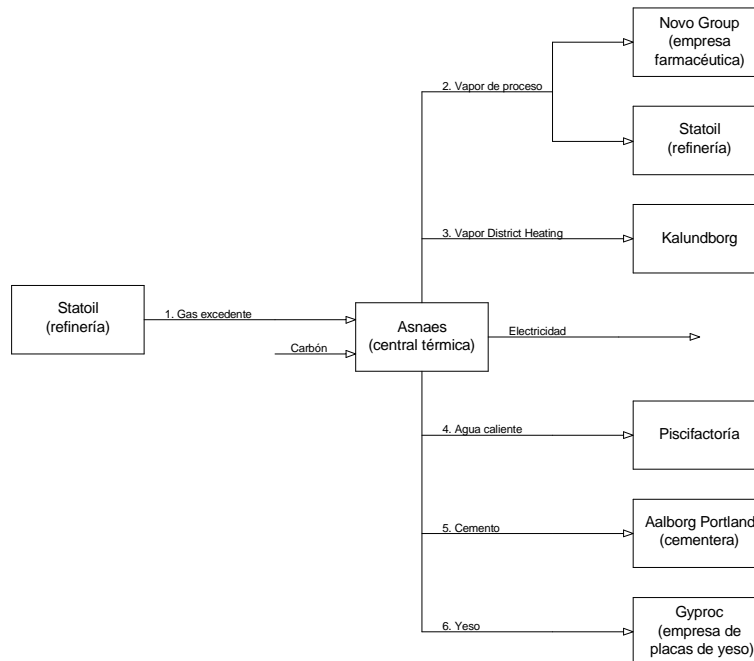 Novo Group
(empresa
farmacéutica)
2. Vapor de proceso
Statoil
(refinería)
3. Vapor District Heating
Kalundborg
Statoil
(refinería)
1. Gas excedente
Carbón
Asnaes
(central térmica)
Electricidad
4. Agua caliente
Piscifactoría
5. Cemento
Aalborg Portland
(cementera)
6. Yeso
Gyproc
(empresa de
placas de yeso)